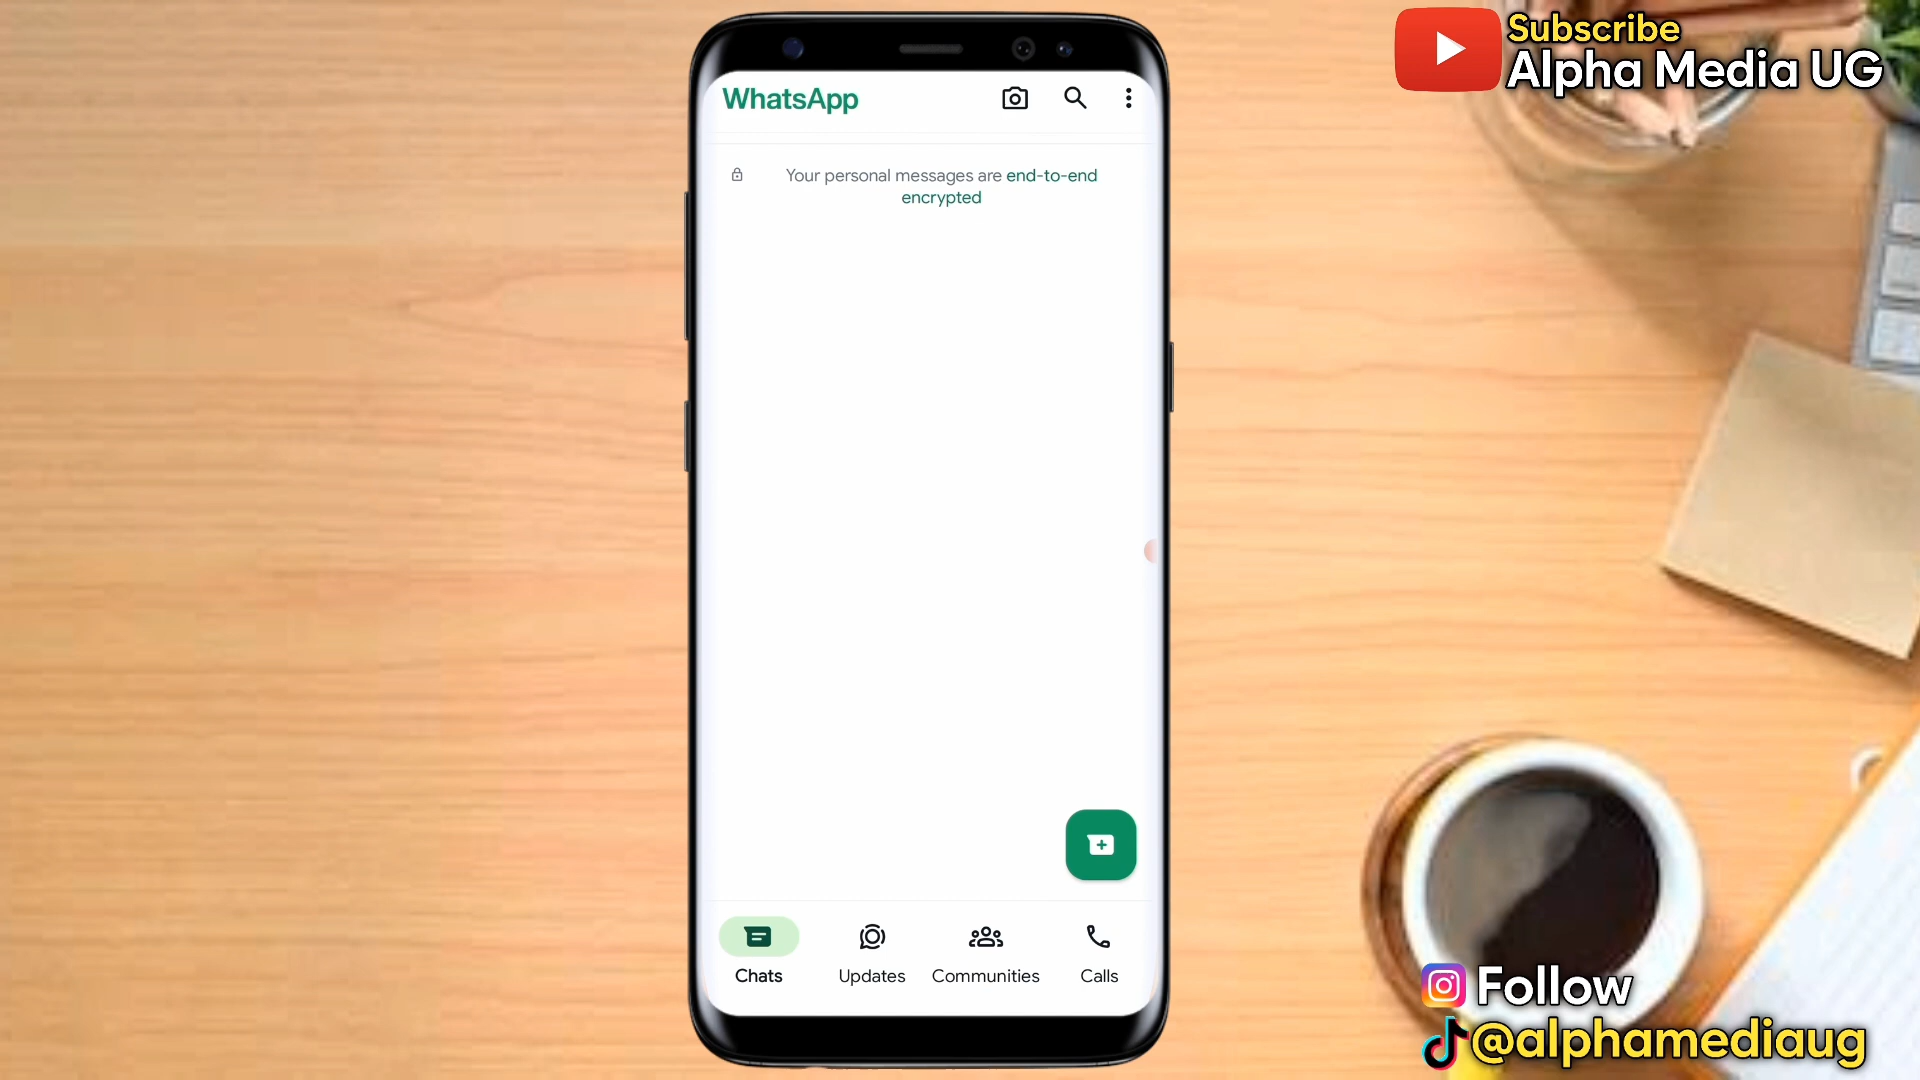 Subscribe
Alpha Media UG
WhatsApp
Your personal messages are end-to-end
encrypted
Chats
Updates
Communities
Calls
Follow
@alphamediaug